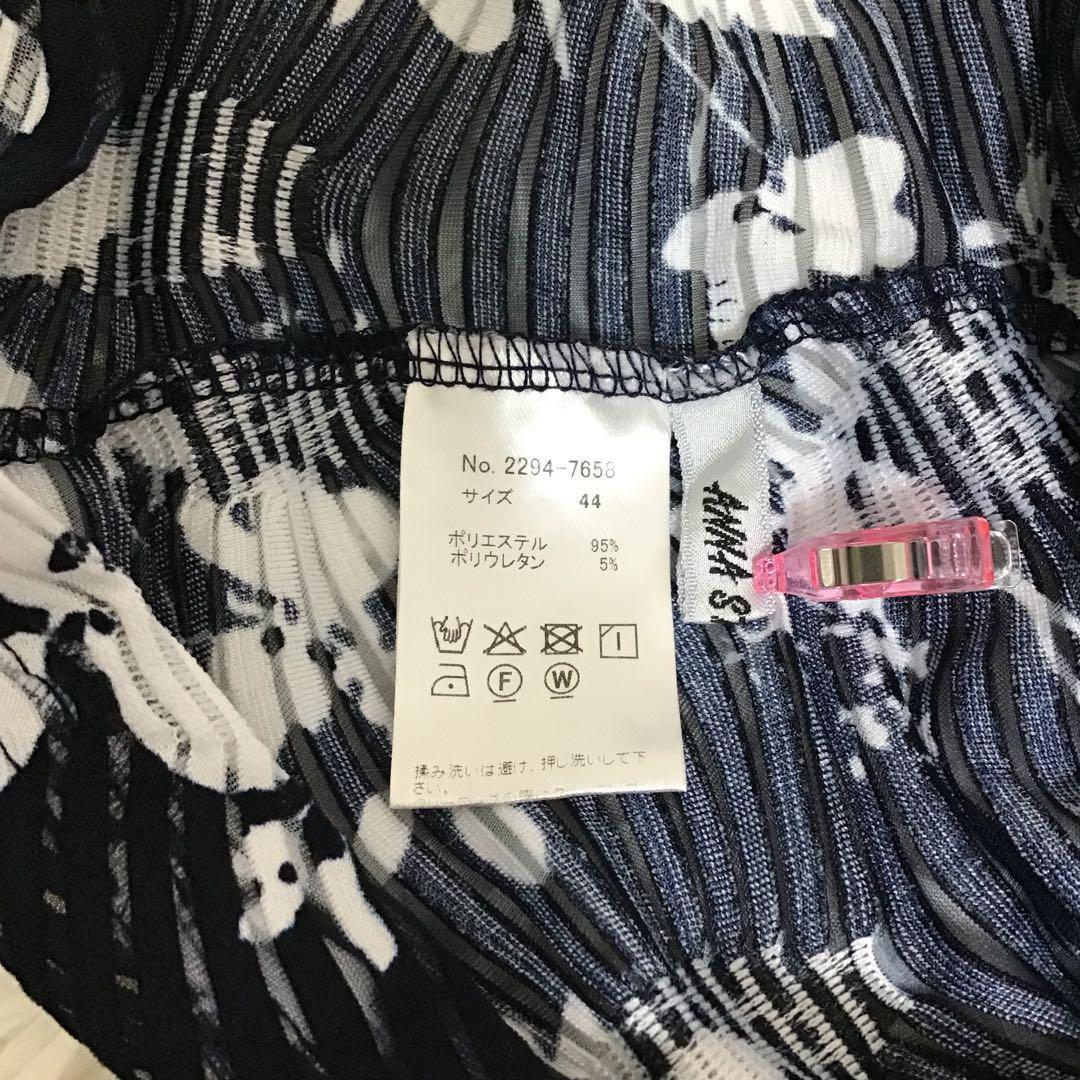 No. 2294-7658
サイズ 44
ポリエステル 95%
ポリウレタン 5%
F W
揉み洗いは避け、押し洗いして下
さい。
ANNA S